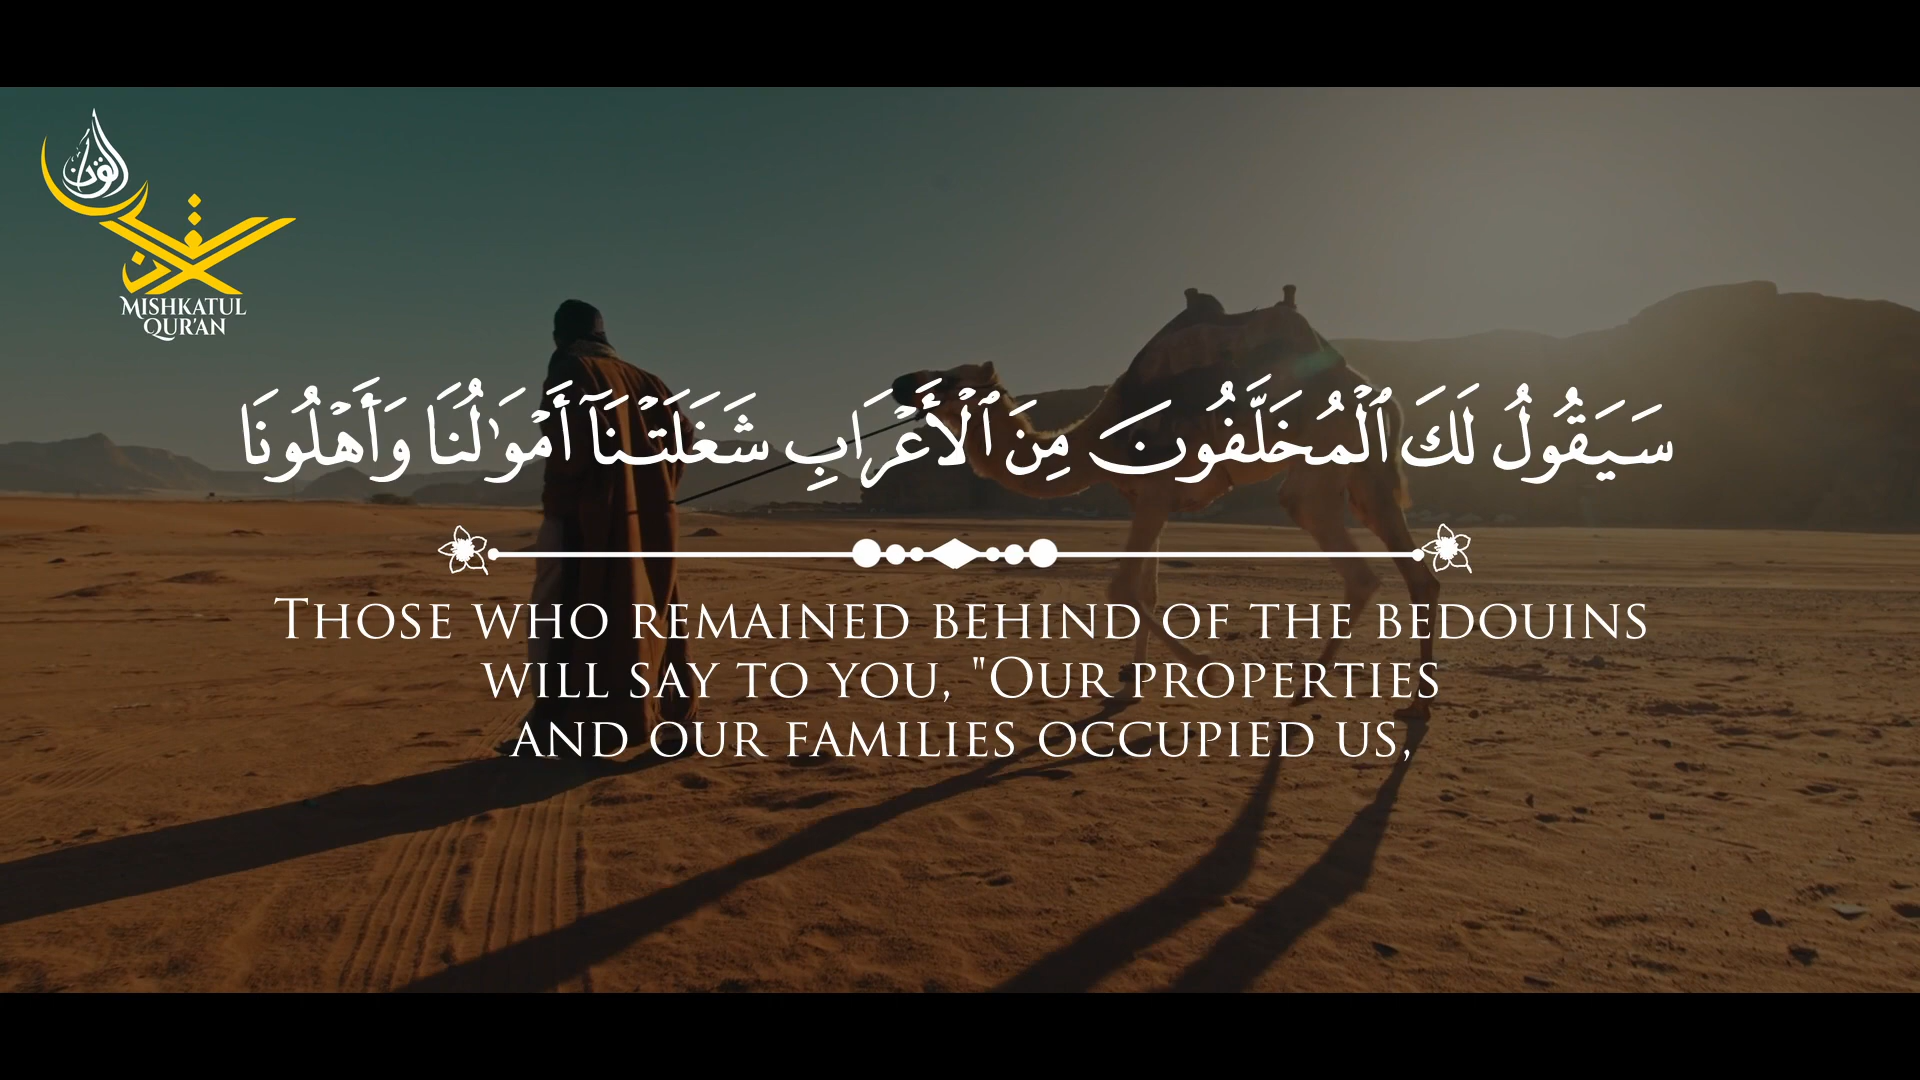 القرآن
MISHKATUL
QUR'AN
سَيَقُولُ لَكَ ٱلْمُخَلَّفُونَ مِنَ ٱلْأَعْرَابِ شَغَلَتْنَآ أَمْوَٰلُنَا وَأَهْلُونَا
THOSE WHO REMAINED BEHIND OF THE BEDOUINS
WILL SAY TO YOU, "OUR PROPERTIES
AND OUR FAMILIES OCCUPIED US,